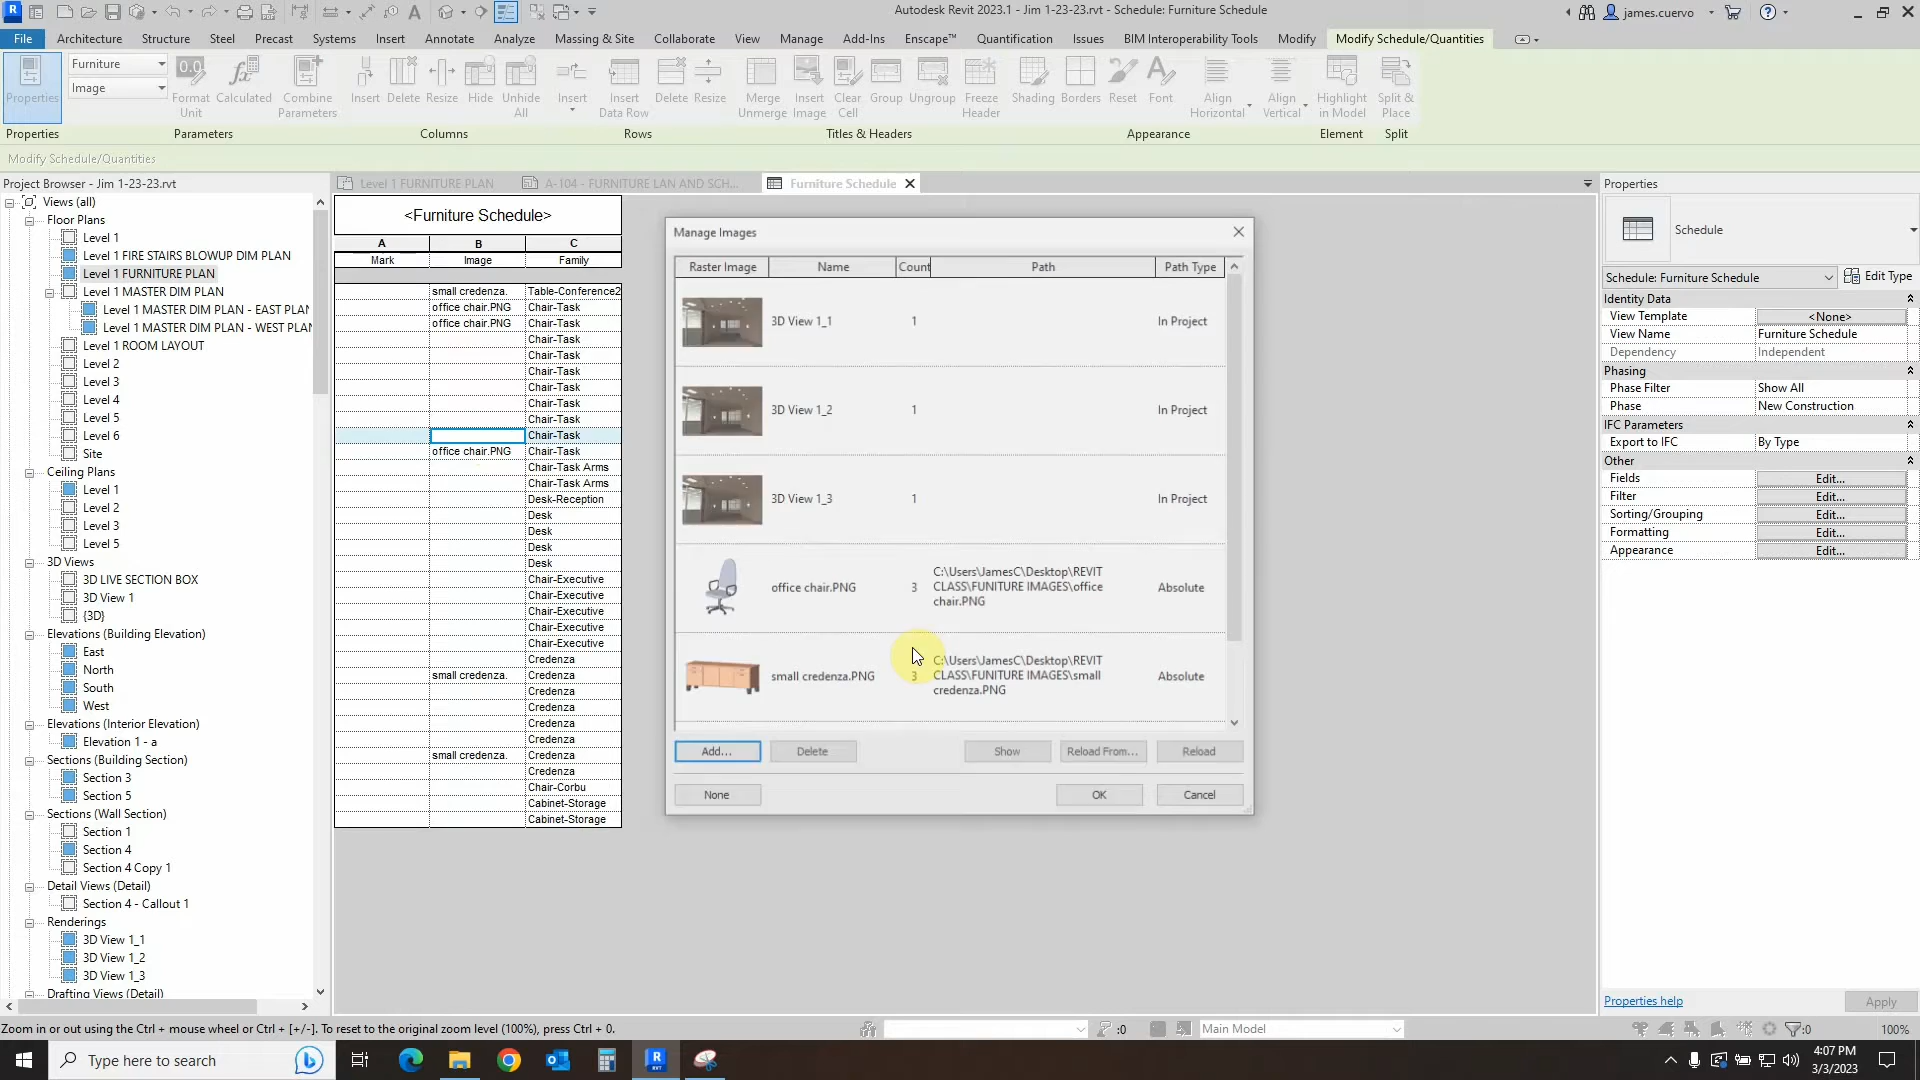 Autodesk Revit 2023.1 - Jim 1-23-23.rvt - Schedule: Furniture Schedule
james.cuervo
File Architecture Structure Steel Precast Systems Insert Annotate Analyze Massing & Site Collaborate View Manage Add-Ins Enscape™ Quantification Issues BIM Interoperability Tools Modify Modify Schedule/Quantities
Furniture
Image
Properties Format Unit Calculated Combine Parameters Insert Delete Resize Hide Unhide All Insert Insert Data Row Delete Resize Merge Unmerge Insert Image Clear Cell Group Ungroup Freeze Header Shading Borders Reset Font Align Horizontal Align Vertical Highlight in Model Split & Place
Properties Parameters Columns Rows Titles & Headers Appearance Element Split
Modify Schedule/Quantities
Project Browser - Jim 1-23-23.rvt
Views (all)
Floor Plans
Level 1
Level 1 FIRE STAIRS BLOWUP DIM PLAN
Level 1 FURNITURE PLAN
Level 1 MASTER DIM PLAN
Level 1 MASTER DIM PLAN - EAST PLAN
Level 1 MASTER DIM PLAN - WEST PLAN
Level 1 ROOM LAYOUT
Level 2
Level 3
Level 4
Level 5
Level 6
Site
Ceiling Plans
Level 1
Level 2
Level 3
Level 5
3D Views
3D LIVE SECTION BOX
3D View 1
{3D}
Elevations (Building Elevation)
East
North
South
West
Elevations (Interior Elevation)
Elevation 1 - a
Sections (Building Section)
Section 3
Section 5
Sections (Wall Section)
Section 1
Section 4
Section 4 Copy 1
Detail Views (Detail)
Section 4 - Callout 1
Renderings
3D View 1_1
3D View 1_2
3D View 1_3
Drafting Views (Detail)
Level 1 FURNITURE PLAN A-104 - FURNITURE LAN AND SCH... Furniture Schedule
<Furniture Schedule>
A B C
Mark Image Family
small credenza. Table-Conference2
office chair.PNG Chair-Task
office chair.PNG Chair-Task
Chair-Task
Chair-Task
Chair-Task
Chair-Task
Chair-Task
Chair-Task
Chair-Task
office chair.PNG Chair-Task
Chair-Task Arms
Chair-Task Arms
Desk-Reception
Desk
Desk
Desk
Desk
Chair-Executive
Chair-Executive
Chair-Executive
Chair-Executive
Chair-Executive
Credenza
small credenza. Credenza
Credenza
Credenza
Credenza
Credenza
small credenza. Credenza
Credenza
Chair-Corbu
Cabinet-Storage
Cabinet-Storage
Manage Images
Raster Image Name Count Path Path Type
3D View 1_1 1 In Project
3D View 1_2 1 In Project
3D View 1_3 1 In Project
office chair.PNG 3 C:\Users\JamesC\Desktop\REVIT
CLASS\FUNITURE IMAGES\office
chair.PNG Absolute
small credenza.PNG 3 C:\Users\JamesC\Desktop\REVIT
CLASS\FUNITURE IMAGES\small
credenza.PNG Absolute
Add... Delete Show Reload From... Reload
None OK Cancel
Properties
Schedule
Schedule: Furniture Schedule Edit Type
Identity Data
View Template <None>
View Name Furniture Schedule
Dependency Independent
Phasing
Phase Filter Show All
Phase New Construction
IFC Parameters
Export to IFC By Type
Other
Fields Edit...
Filter Edit...
Sorting/Grouping Edit...
Formatting Edit...
Appearance Edit...
Properties help Apply
Zoom in or out using the Ctrl + mouse wheel or Ctrl + [+/-]. To reset to the original zoom level (100%), press Ctrl + 0. :0 Main Model :0 100%
Type here to search
4:07 PM
3/3/2023